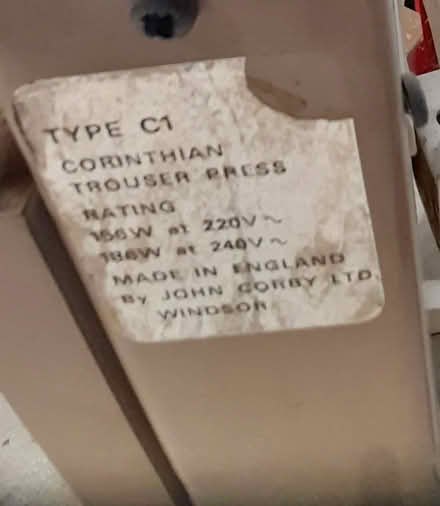 TYPE C1
CORINTHIAN
TROUSER PRESS
RATING
156W at 220V ~
186W at 240V ~
MADE IN ENGLAND
By JOHN CORBY LTD
WINDSOR